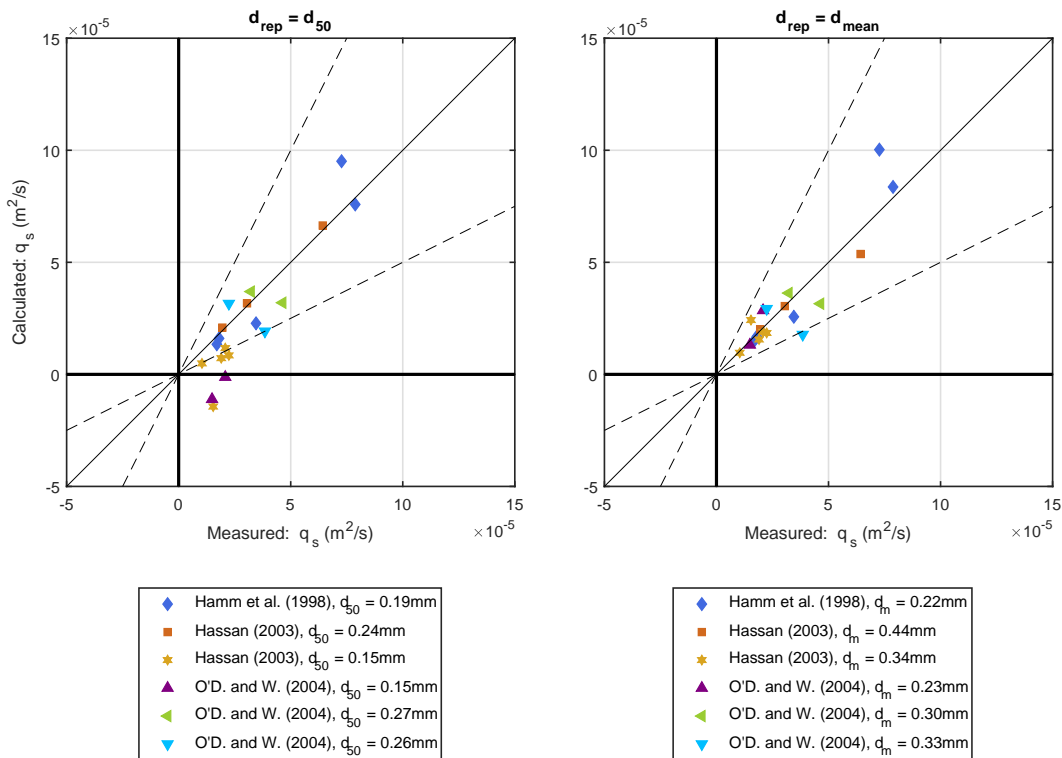 d_rep = d_50
×10^-5
15
10
5
0
-5
Calculated: q_s (m^2/s)
-5
0
5
10
15
×10^-5
Measured: q_s (m^2/s)
Hamm et al. (1998), d_50 = 0.19mm
Hassan (2003), d_50 = 0.24mm
Hassan (2003), d_50 = 0.15mm
O'D. and W. (2004), d_50 = 0.15mm
O'D. and W. (2004), d_50 = 0.27mm
O'D. and W. (2004), d_50 = 0.26mm
d_rep = d_mean
×10^-5
15
10
5
0
-5
-5
0
5
10
15
×10^-5
Measured: q_s (m^2/s)
Hamm et al. (1998), d_m = 0.22mm
Hassan (2003), d_m = 0.44mm
Hassan (2003), d_m = 0.34mm
O'D. and W. (2004), d_m = 0.23mm
O'D. and W. (2004), d_m = 0.30mm
O'D. and W. (2004), d_m = 0.33mm